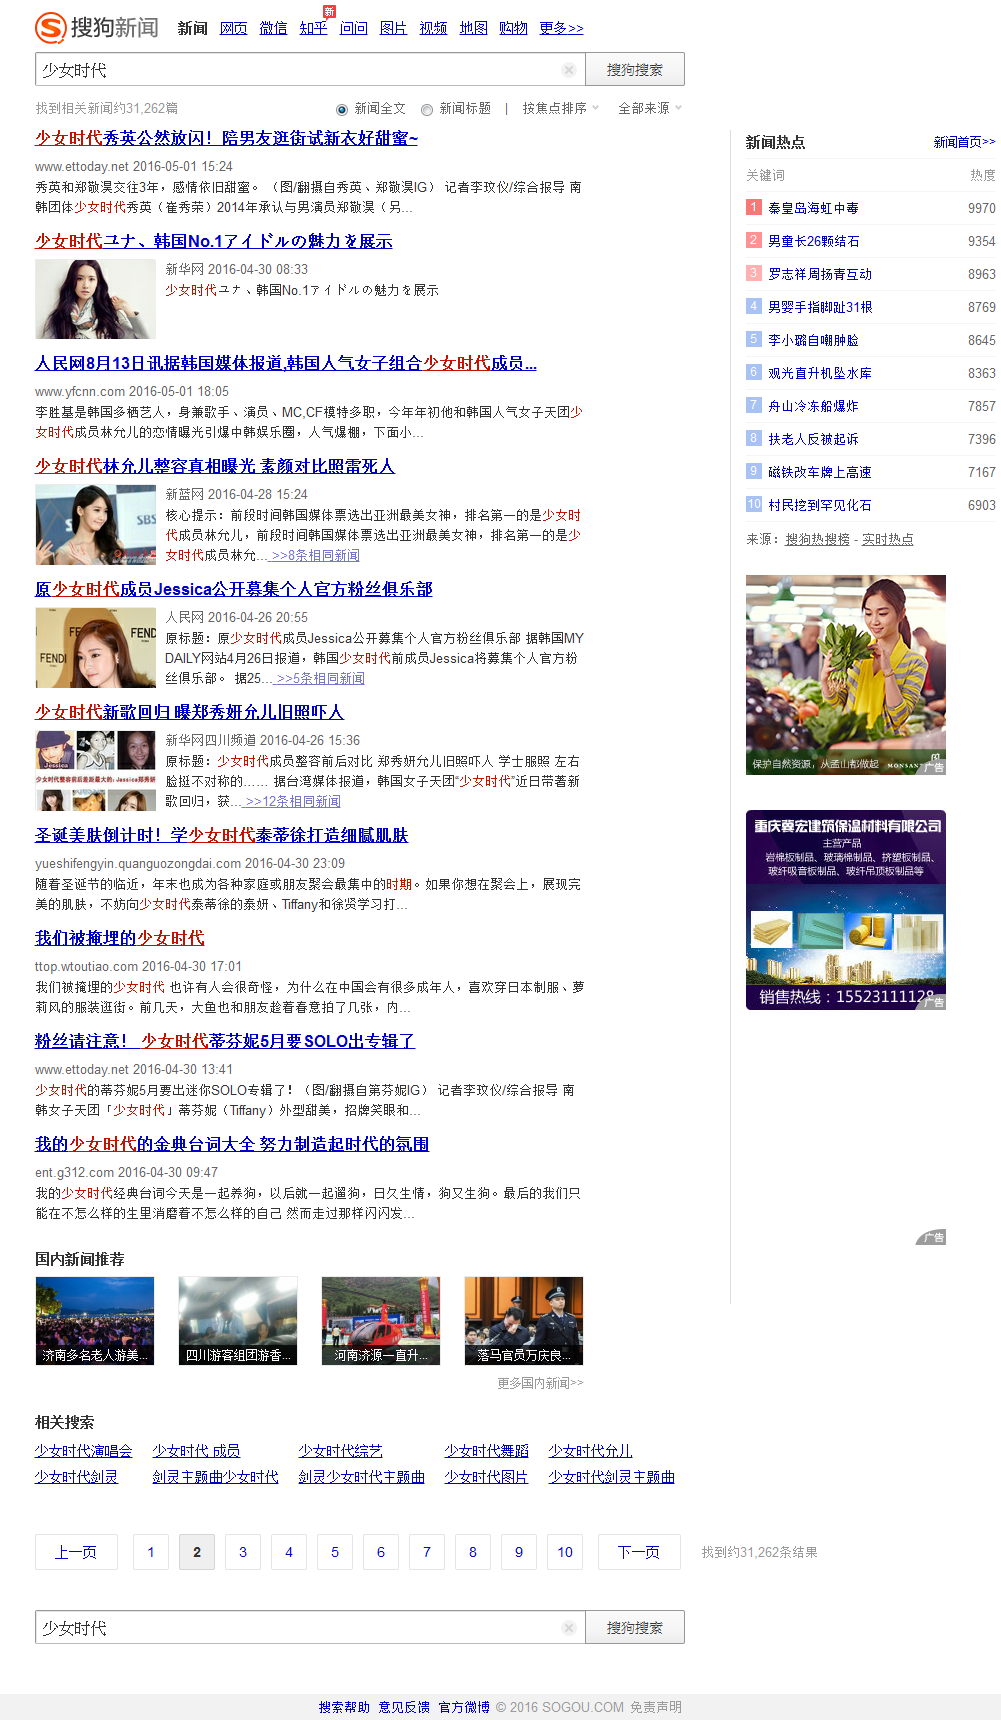 搜狗新闻 新闻 网页 微信 知乎 问问 图片 视频 地图 购物 更多>>
新
少女时代 搜狗搜索
找到相关新闻约31,262篇 新闻全文 新闻标题 | 按焦点排序 全部来源
少女时代秀英公然放闪！陪男友逛街试新衣好甜蜜~
www.ettoday.net 2016-05-01 15:24
秀英和郑敬淏交往3年，感情依旧甜蜜。（图/翻摄自秀英、郑敬淏IG） 记者李玟仪/综合报导 南
韩团体少女时代秀英（崔秀荣）2014年承认与男演员郑敬淏（另...
少女时代ユナ、韩国No.1アイドルの魅力を展示
新华网 2016-04-30 08:33
少女时代ユナ、韩国No.1アイドルの魅力を展示
人民网8月13日讯据韩国媒体报道,韩国人气女子组合少女时代成员...
www.yfcnn.com 2016-05-01 18:05
李胜基是韩国多栖艺人，身兼歌手、演员、MC,CF模特多职，今年年初他和韩国人气女子天团少
女时代成员林允儿的恋情曝光引爆中韩娱乐圈，人气爆棚，下面小...
少女时代林允儿整容真相曝光 素颜对比照雷死人
新蓝网 2016-04-28 15:24
核心提示：前段时间韩国媒体票选出亚洲最美女神，排名第一的是少女时
代成员林允儿，前段时间韩国媒体票选出亚洲最美女神，排名第一的是少
女时代成员林允... >>8条相同新闻
SBS
原少女时代成员Jessica公开募集个人官方粉丝俱乐部
人民网 2016-04-26 20:55
原标题：原少女时代成员Jessica公开募集个人官方粉丝俱乐部 据韩国MY
DAILY网站4月26日报道，韩国少女时代前成员Jessica将募集个人官方粉
丝俱乐部。 据25... >>5条相同新闻
FENDI
少女时代新歌回归 曝郑秀妍允儿旧照吓人
新华网四川频道 2016-04-26 15:36
原标题：少女时代成员整容前后对比 郑秀妍允儿旧照吓人 学士服照 左右
脸挺不对称的…… 据台湾媒体报道，韩国女子天团“少女时代”近日带著新
歌回归，获... >>12条相同新闻
少女时代整容前后差距最大的: Jessica郑秀妍
圣诞美肤倒计时！学少女时代泰蒂徐打造细腻肌肤
yueshifengyin.quanguozongdai.com 2016-04-30 23:09
随着圣诞节的临近，年末也成为各种家庭或朋友聚会最集中的时期。如果你想在聚会上，展现完
美的肌肤，不妨向少女时代泰蒂徐的泰妍、Tiffany和徐贤学习打...
我们被掩埋的少女时代
ttop.wtoutiao.com 2016-04-30 17:01
我们被掩埋的少女时代 也许有人会很奇怪，为什么在中国会有很多成年人，喜欢穿日本制服、萝
莉风的服装逛街。前几天，大鱼也和朋友趁着春意拍了几张，内...
粉丝请注意！ 少女时代蒂芬妮5月要SOLO出专辑了
www.ettoday.net 2016-04-30 13:41
少女时代的蒂芬妮5月要出迷你SOLO专辑了！（图/翻摄自第芬妮IG） 记者李玟仪/综合报导 南
韩女子天团「少女时代」蒂芬妮（Tiffany）外型甜美，招牌笑眼和...
我的少女时代的金典台词大全 努力制造起时代的氛围
ent.g312.com 2016-04-30 09:47
我的少女时代经典台词今天是一起养狗，以后就一起遛狗，日久生情，狗又生狗。最后的我们只
能在不怎么样的生里消磨着不怎么样的自己 然而走过那样闪闪发...
国内新闻推荐
济南多名老人游美... 四川游客组团游香... 河南济源一直升... 落马官员万庆良...
更多国内新闻>>
相关搜索
少女时代演唱会 少女时代 成员 少女时代综艺 少女时代舞蹈 少女时代允儿
少女时代剑灵 剑灵主题曲少女时代 剑灵少女时代主题曲 少女时代图片 少女时代剑灵主题曲
上一页 1 2 3 4 5 6 7 8 9 10 下一页 找到约31,262条结果
少女时代 搜狗搜索
新闻热点 新闻首页>>
关键词 热度
1 秦皇岛海虹中毒 9970
2 男童长26颗结石 9354
3 罗志祥周扬青互动 8963
4 男婴手指脚趾31根 8769
5 李小璐自嘲肿脸 8645
6 观光直升机坠水库 8363
7 舟山冷冻船爆炸 7857
8 扶老人反被起诉 7396
9 磁铁改车牌上高速 7167
10 村民挖到罕见化石 6903
来源：搜狗热搜榜 - 实时热点
保护自然资源，从孟山都做起 MONSANTO
广告
重庆冀宏建筑保温材料有限公司
主营产品
岩棉板制品、玻璃棉制品、挤塑板制品、
玻纤吸音板制品、玻纤吊顶板制品等
销售热线：15523111128
广告
广告
搜索帮助 意见反馈 官方微博 © 2016 SOGOU.COM 免责声明